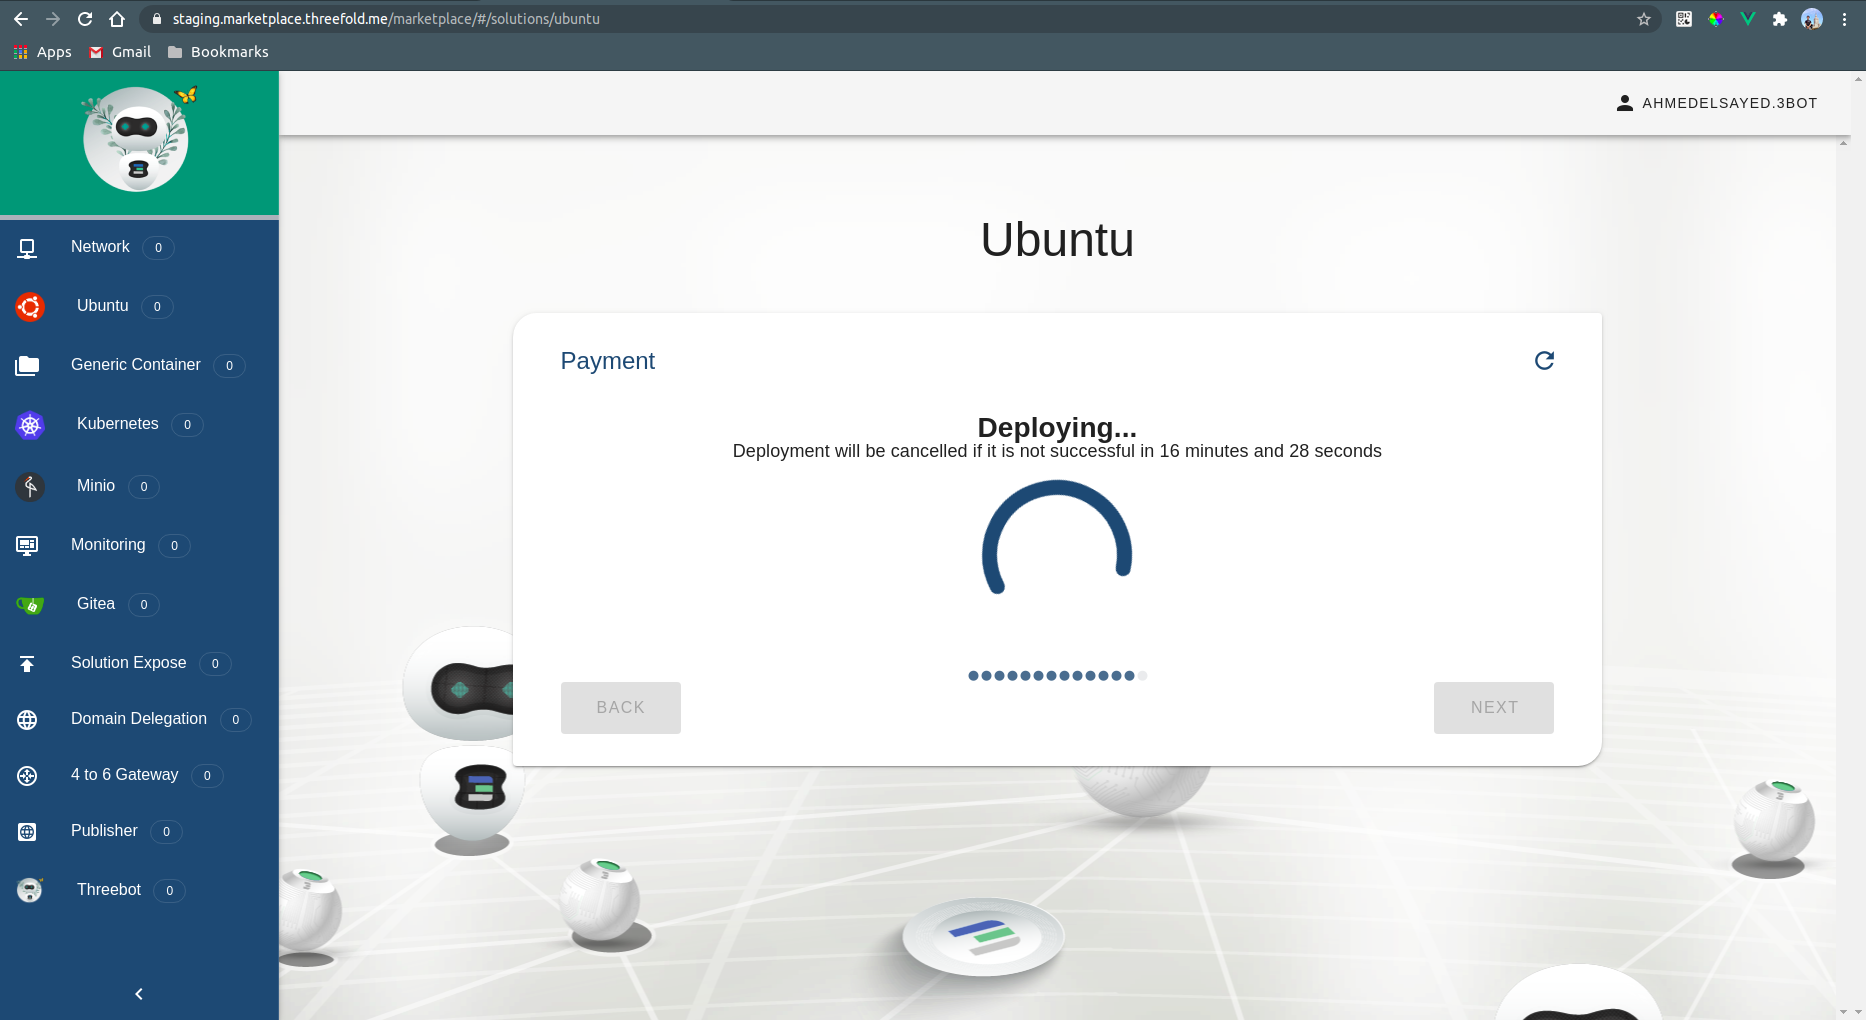 staging.marketplace.threefold.me/marketplace/#/solutions/ubuntu
Apps
Gmail
Bookmarks
AHMEDELSAYED.3BOT
Network 0
Ubuntu 0
Generic Container 0
Kubernetes 0
Minio 0
Monitoring 0
Gitea 0
Solution Expose 0
Domain Delegation 0
4 to 6 Gateway 0
Publisher 0
Threebot 0
Ubuntu
Payment
Deploying...
Deployment will be cancelled if it is not successful in 16 minutes and 28 seconds
BACK
NEXT